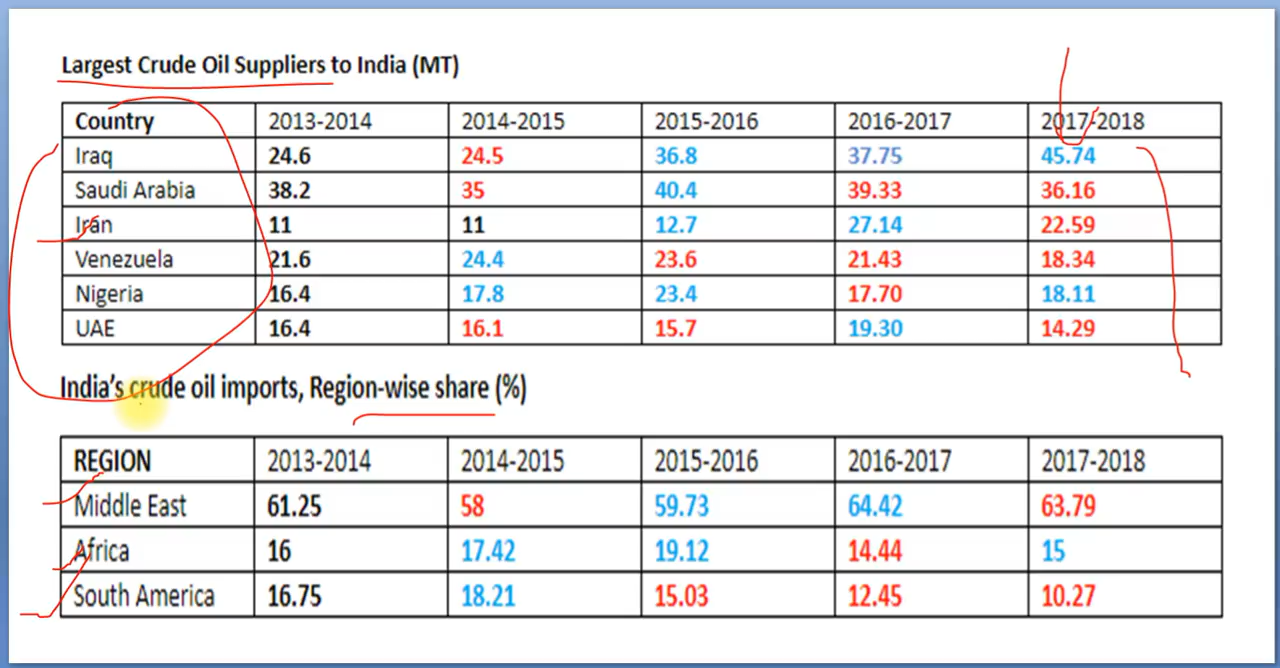 Largest Crude Oil Suppliers to India (MT)
Country 2013-2014 2014-2015 2015-2016 2016-2017 2017-2018
Iraq 24.6 24.5 36.8 37.75 45.74
Saudi Arabia 38.2 35 40.4 39.33 36.16
Iran 11 11 12.7 27.14 22.59
Venezuela 21.6 24.4 23.6 21.43 18.34
Nigeria 16.4 17.8 23.4 17.70 18.11
UAE 16.4 16.1 15.7 19.30 14.29
India's crude oil imports, Region-wise share (%)
REGION 2013-2014 2014-2015 2015-2016 2016-2017 2017-2018
Middle East 61.25 58 59.73 64.42 63.79
Africa 16 17.42 19.12 14.44 15
South America 16.75 18.21 15.03 12.45 10.27